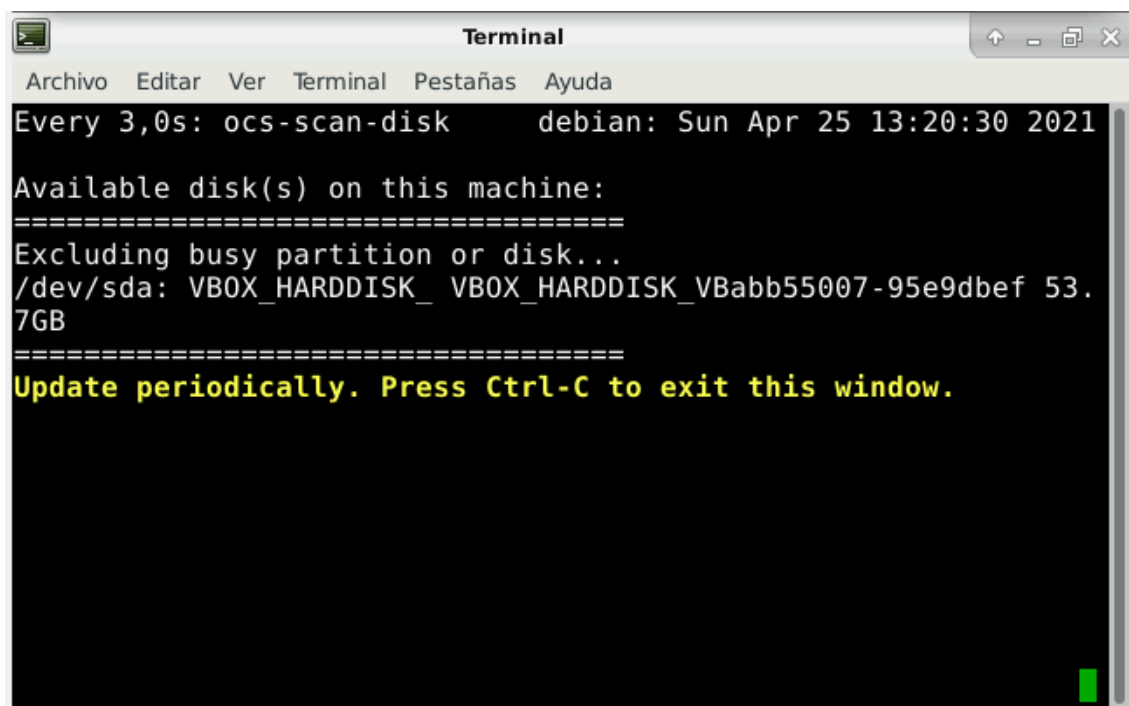 Terminal
Archivo Editar Ver Terminal Pestañas Ayuda
Every 3,0s: ocs-scan-disk debian: Sun Apr 25 13:20:30 2021
Available disk(s) on this machine:
===================================
Excluding busy partition or disk...
/dev/sda: VBOX_HARDDISK_ VBOX_HARDDISK_VBabb55007-95e9dbef 53.
7GB
===================================
Update periodically. Press Ctrl-C to exit this window.